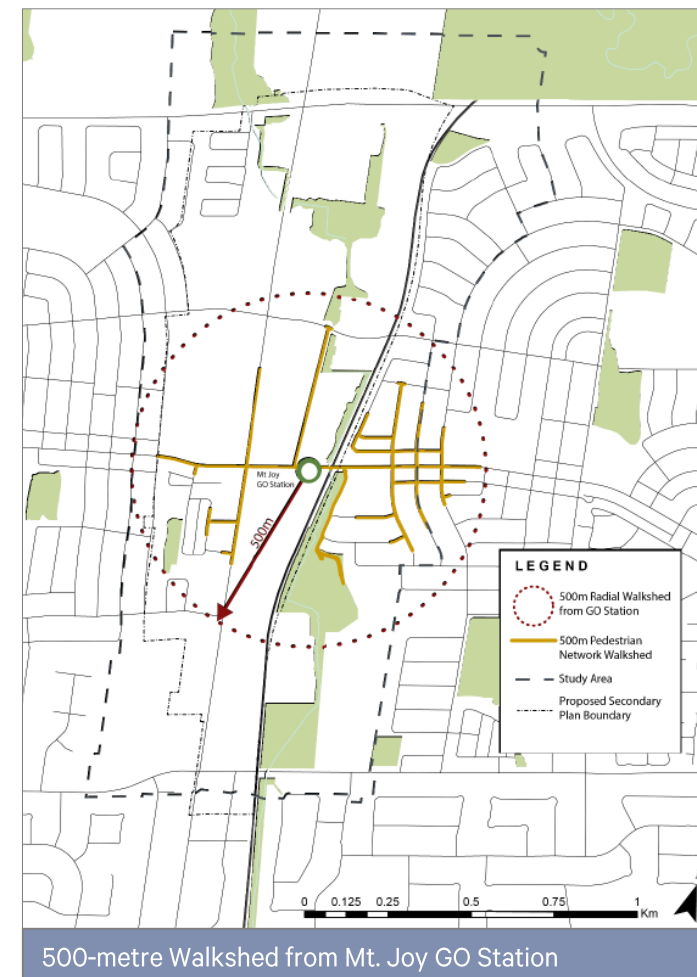 Mt Joy
GO Station
500m
LEGEND
500m Radial Walkshed
from GO Station
500m Pedestrian
Network Walkshed
Study Area
Proposed Secondary
Plan Boundary
0 0.125 0.25 0.5 0.75 1
Km
500-metre Walkshed from Mt. Joy GO Station